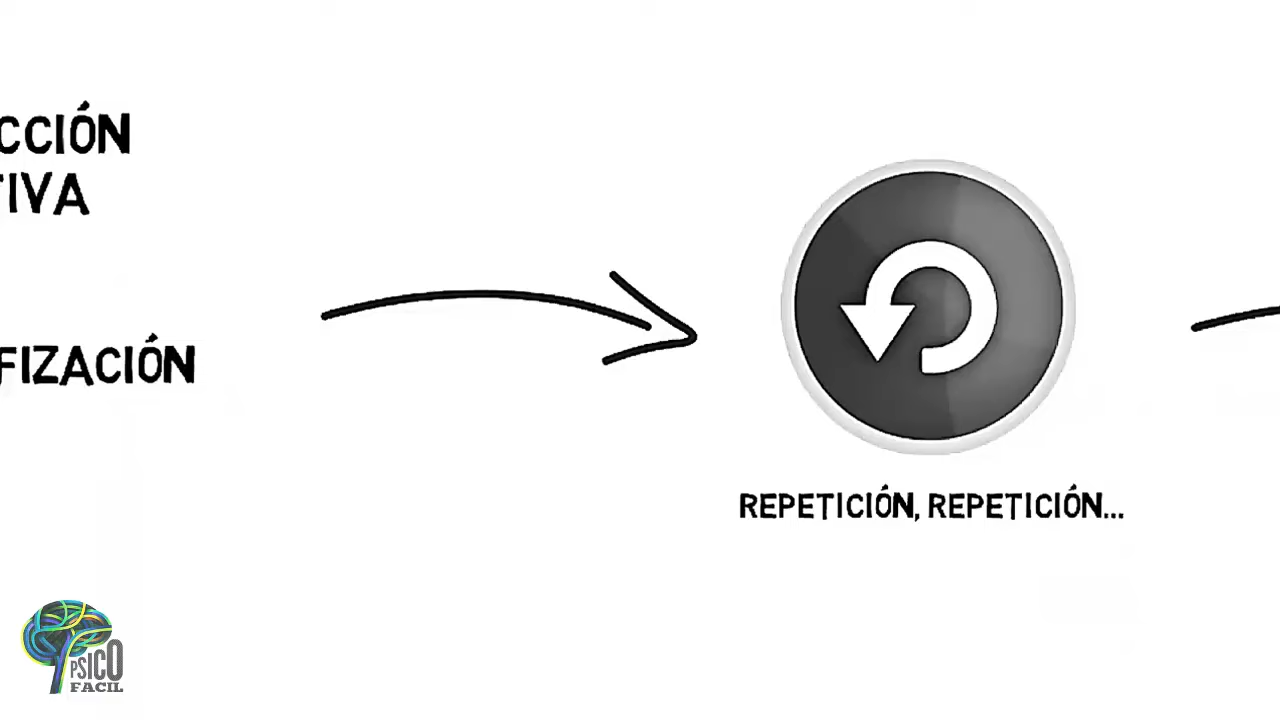 CCIÓN
TIVA
FIZACIÓN
REPETICIÓN, REPETICIÓN...
PSICO
FACIL